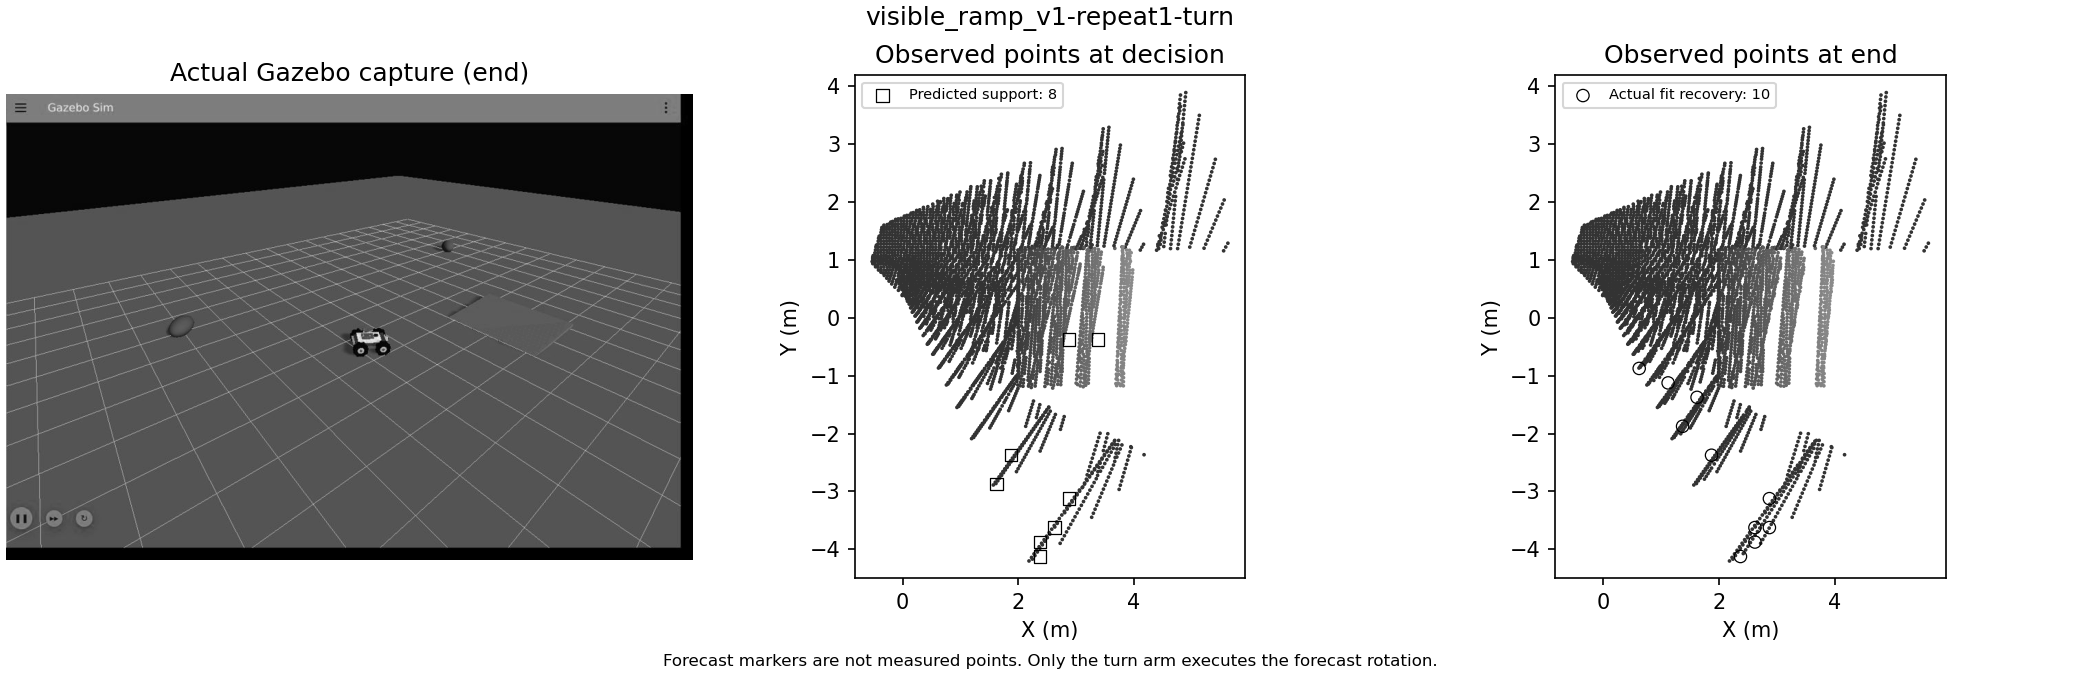 visible_ramp_v1-repeat1-turn
Actual Gazebo capture (end)
Gazebo Sim
Observed points at decision
Predicted support: 8
4
3
2
1
0
−1
−2
−3
−4
Y (m)
0
2
4
X (m)
Observed points at end
Actual fit recovery: 10
4
3
2
1
0
−1
−2
−3
−4
Y (m)
0
2
4
X (m)
Forecast markers are not measured points. Only the turn arm executes the forecast rotation.